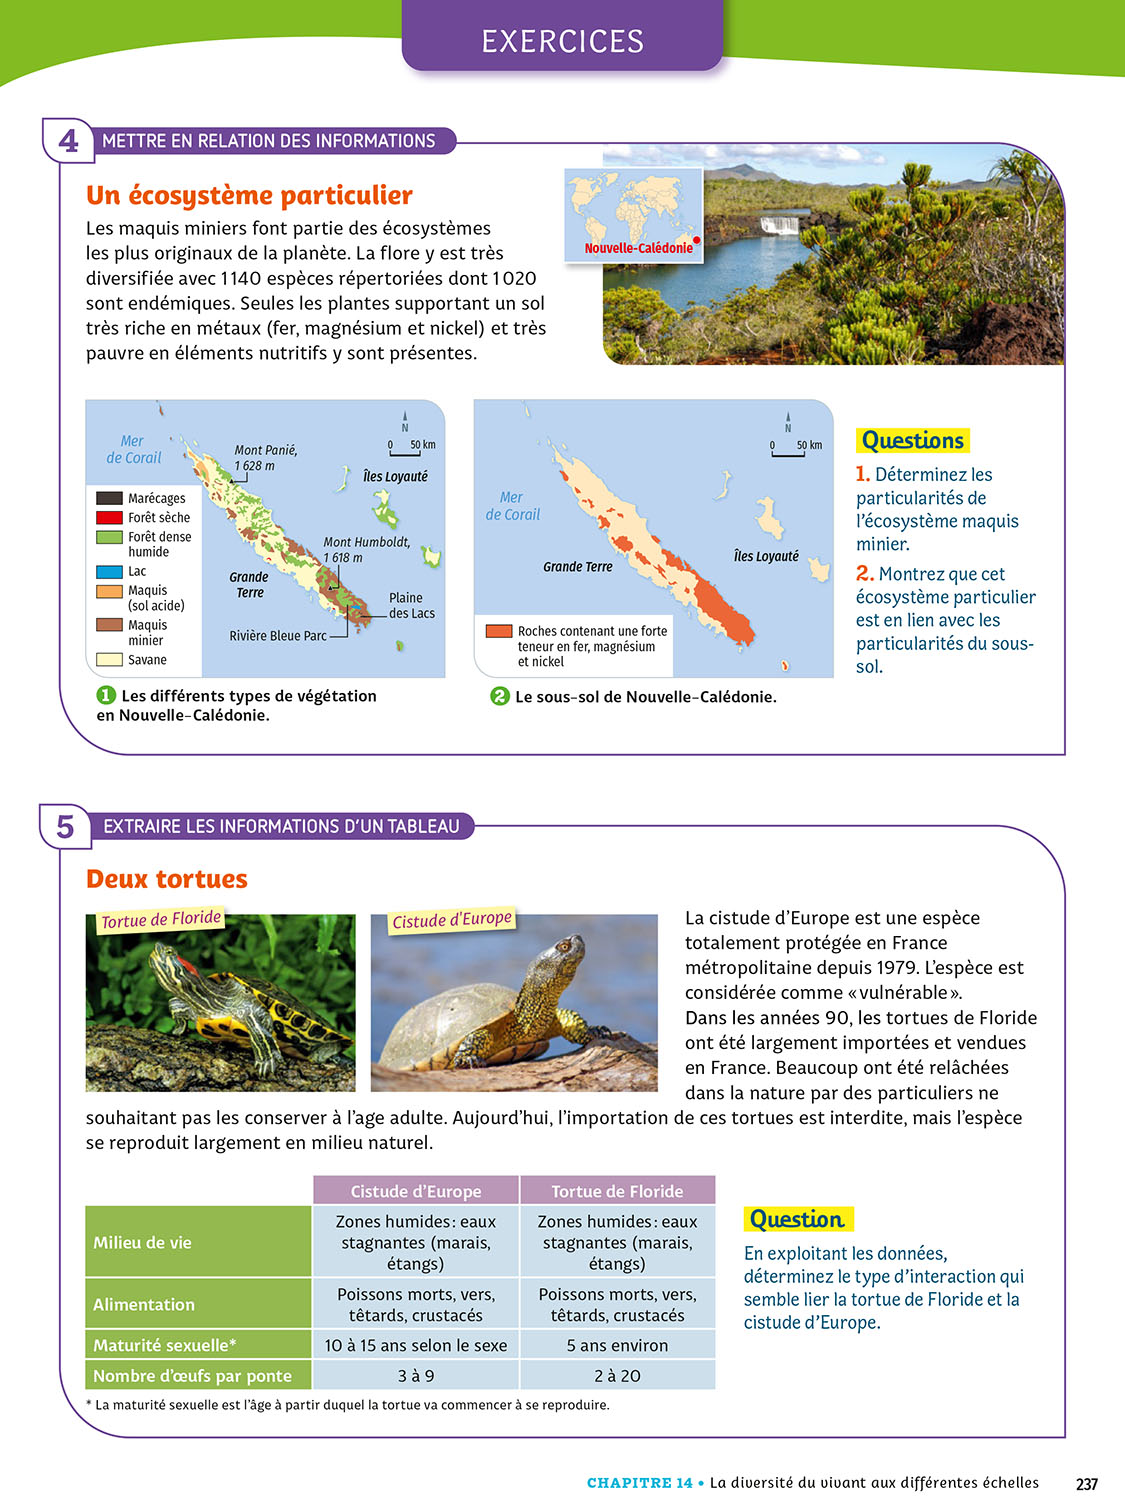 EXERCICES
4 METTRE EN RELATION DES INFORMATIONS
Un écosystème particulier
Les maquis miniers font partie des écosystèmes
les plus originaux de la planète. La flore y est très
diversifiée avec 1 140 espèces répertoriées dont 1 020
sont endémiques. Seules les plantes supportant un sol
très riche en métaux (fer, magnésium et nickel) et très
pauvre en éléments nutritifs y sont présentes.
Nouvelle-Calédonie
Mer
de Corail
Mont Panié,
1 628 m
N
0 50 km
Îles Loyauté
Marécages
Forêt sèche
Forêt dense
humide
Lac
Maquis
(sol acide)
Maquis
minier
Savane
Mont Humboldt,
1 618 m
Grande
Terre
Plaine
des Lacs
Rivière Bleue Parc
1 Les différents types de végétation
en Nouvelle-Calédonie.
N
0 50 km
Mer
de Corail
Îles Loyauté
Grande Terre
Roches contenant une forte
teneur en fer, magnésium
et nickel
2 Le sous-sol de Nouvelle-Calédonie.
Questions
1. Déterminez les
particularités de
l'écosystème maquis
minier.
2. Montrez que cet
écosystème particulier
est en lien avec les
particularités du sous-
sol.
5 EXTRAIRE LES INFORMATIONS D'UN TABLEAU
Deux tortues
Tortue de Floride
Cistude d'Europe
La cistude d'Europe est une espèce
totalement protégée en France
métropolitaine depuis 1979. L'espèce est
considérée comme « vulnérable ».
Dans les années 90, les tortues de Floride
ont été largement importées et vendues
en France. Beaucoup ont été relâchées
dans la nature par des particuliers ne
souhaitant pas les conserver à l'age adulte. Aujourd'hui, l'importation de ces tortues est interdite, mais l'espèce
se reproduit largement en milieu naturel.
Cistude d'Europe Tortue de Floride
Milieu de vie
Zones humides : eaux
stagnantes (marais,
étangs)
Zones humides : eaux
stagnantes (marais,
étangs)
Alimentation
Poissons morts, vers,
têtards, crustacés
Poissons morts, vers,
têtards, crustacés
Maturité sexuelle* 10 à 15 ans selon le sexe 5 ans environ
Nombre d'œufs par ponte 3 à 9 2 à 20
* La maturité sexuelle est l'âge à partir duquel la tortue va commencer à se reproduire.
Question
En exploitant les données,
déterminez le type d'interaction qui
semble lier la tortue de Floride et la
cistude d'Europe.
CHAPITRE 14 • La diversité du vivant aux différentes échelles 237